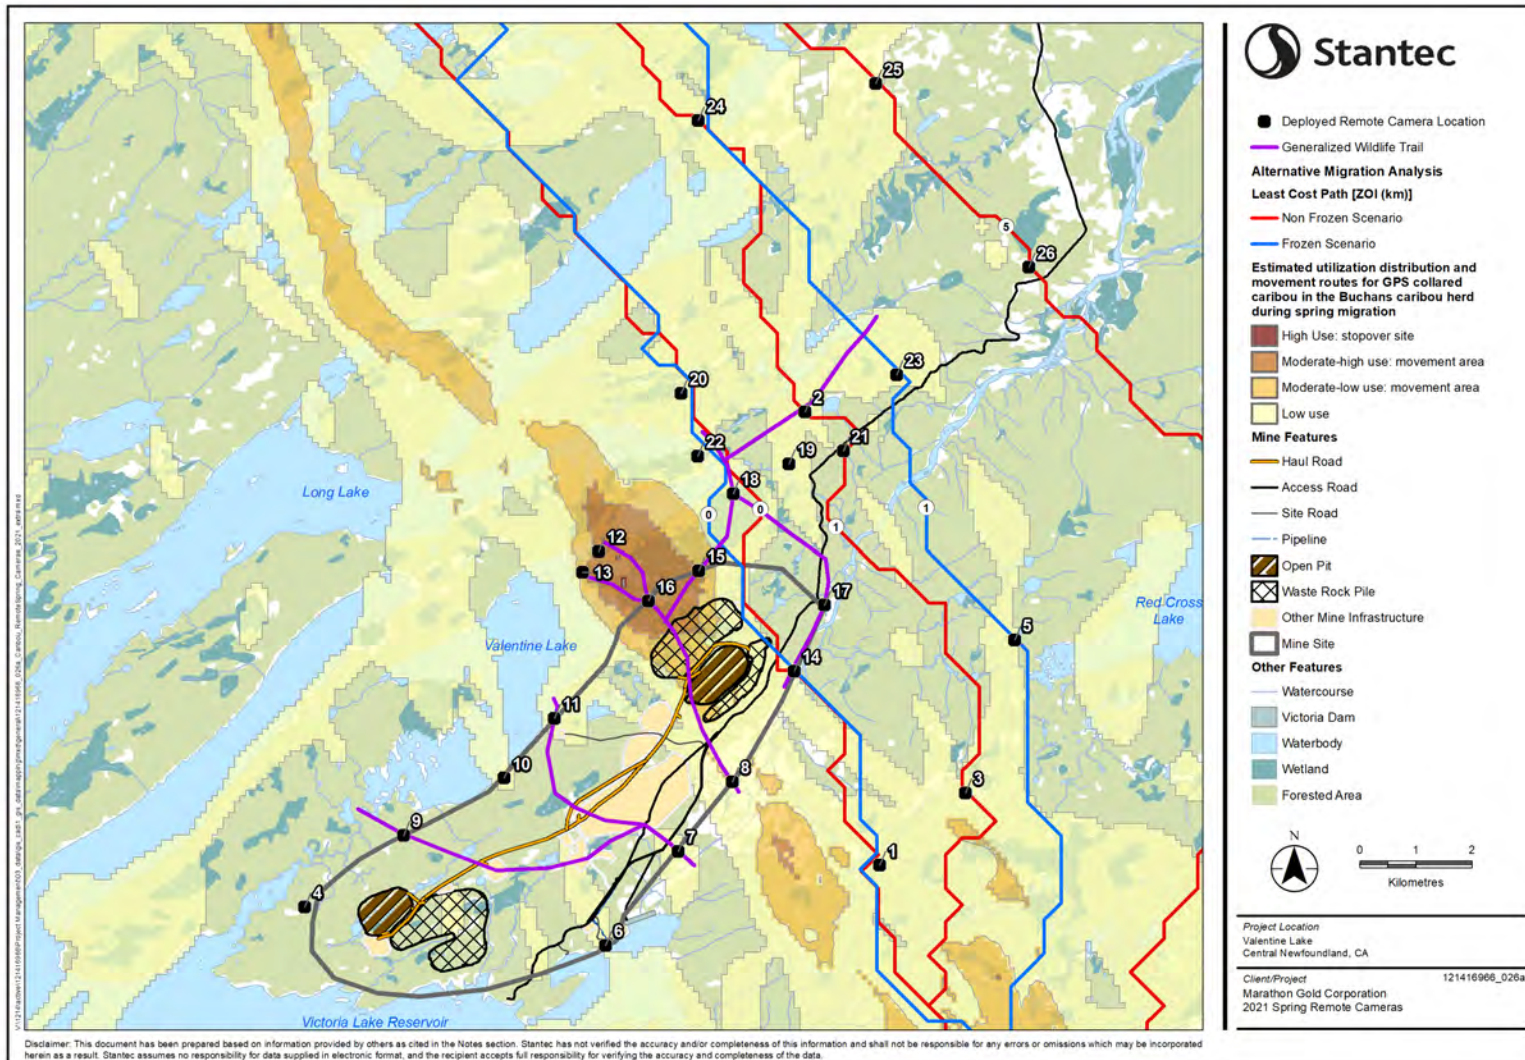 Stantec
Deployed Remote Camera Location
Generalized Wildlife Trail
Alternative Migration Analysis
Least Cost Path [ZOI (km)]
Non Frozen Scenario
Frozen Scenario
Estimated utilization distribution and
movement routes for GPS collared
caribou in the Buchans caribou herd
during spring migration
High Use: stopover site
Moderate-high use: movement area
Moderate-low use: movement area
Low use
Mine Features
Haul Road
Access Road
Site Road
Pipeline
Open Pit
Waste Rock Pile
Other Mine Infrastructure
Mine Site
Other Features
Watercourse
Victoria Dam
Waterbody
Wetland
Forested Area
N
0 1 2
Kilometres
Project Location
Valentine Lake
Central Newfoundland, CA
Client/Project 121416966_026a
Marathon Gold Corporation
2021 Spring Remote Cameras
25
24
5
26
23
20
2
21
22
19
Long Lake
18
0
0
1
1
12
13
15
16
17
Red Cross
Lake
Valentine Lake
5
14
11
10
8
3
9
7
1
4
6
Victoria Lake Reservoir
Disclaimer: This document has been prepared based on information provided by others as cited in the Notes section. Stantec has not verified the accuracy and/or completeness of this information and shall not be responsible for any errors or omissions which may be incorporated
herein as a result. Stantec assumes no responsibility for data supplied in electronic format, and the recipient accepts full responsibility for verifying the accuracy and completeness of the data.